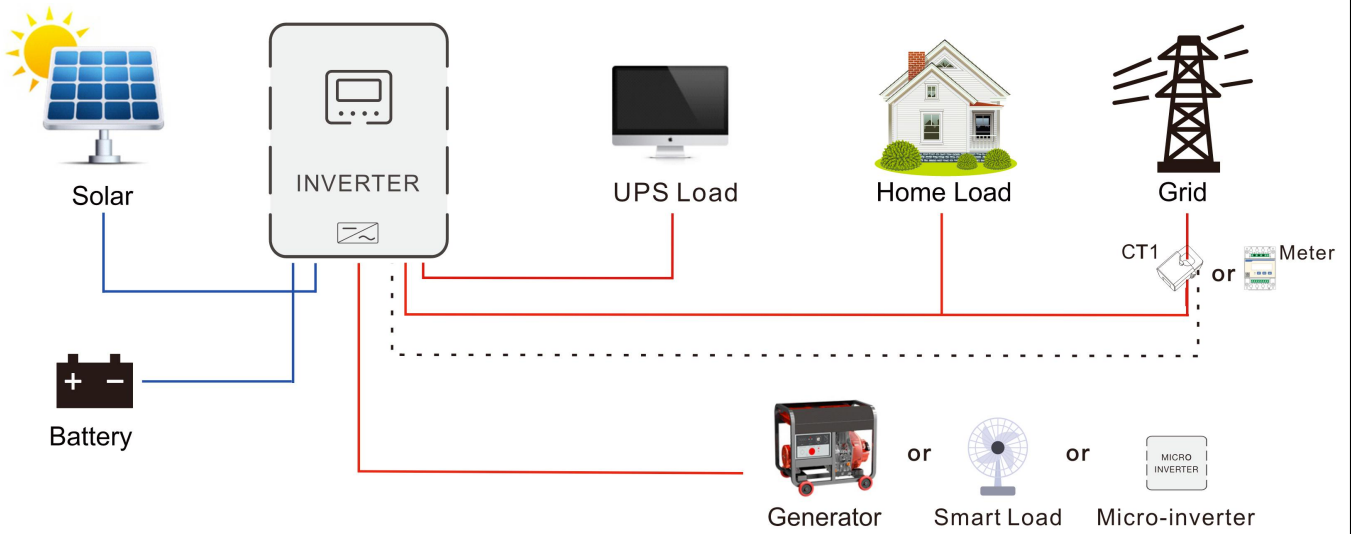 INVERTER
Solar
UPS Load
Home Load
Grid
CT1
or
Meter
+ −
Battery
or
or
MICRO
INVERTER
Generator
Smart Load
Micro-inverter